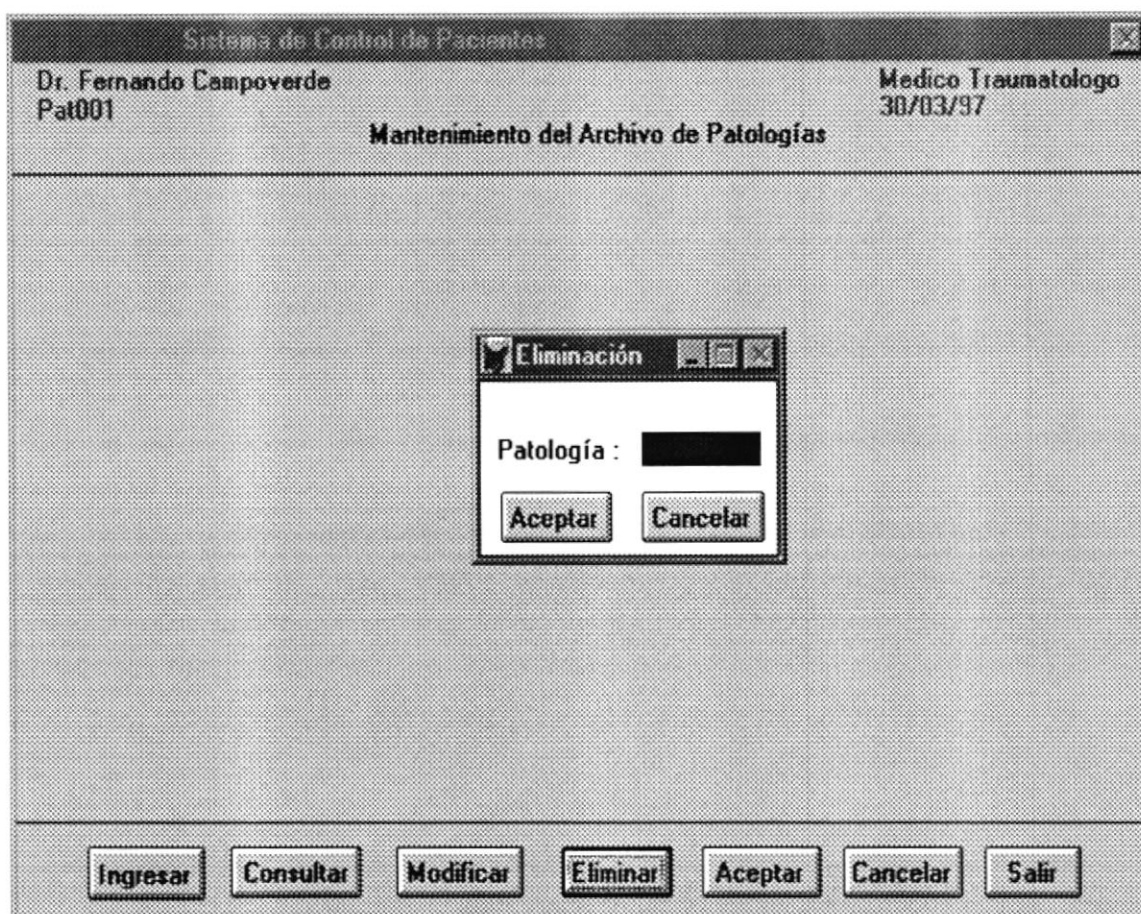 Sistema de Control de Pacientes
Dr. Fernando Campoverde
Medico Traumatologo
Pat001
30/03/97
Mantenimiento del Archivo de Patologías
Eliminación
Patología :
Aceptar
Cancelar
Ingresar
Consultar
Modificar
Eliminar
Aceptar
Cancelar
Salir